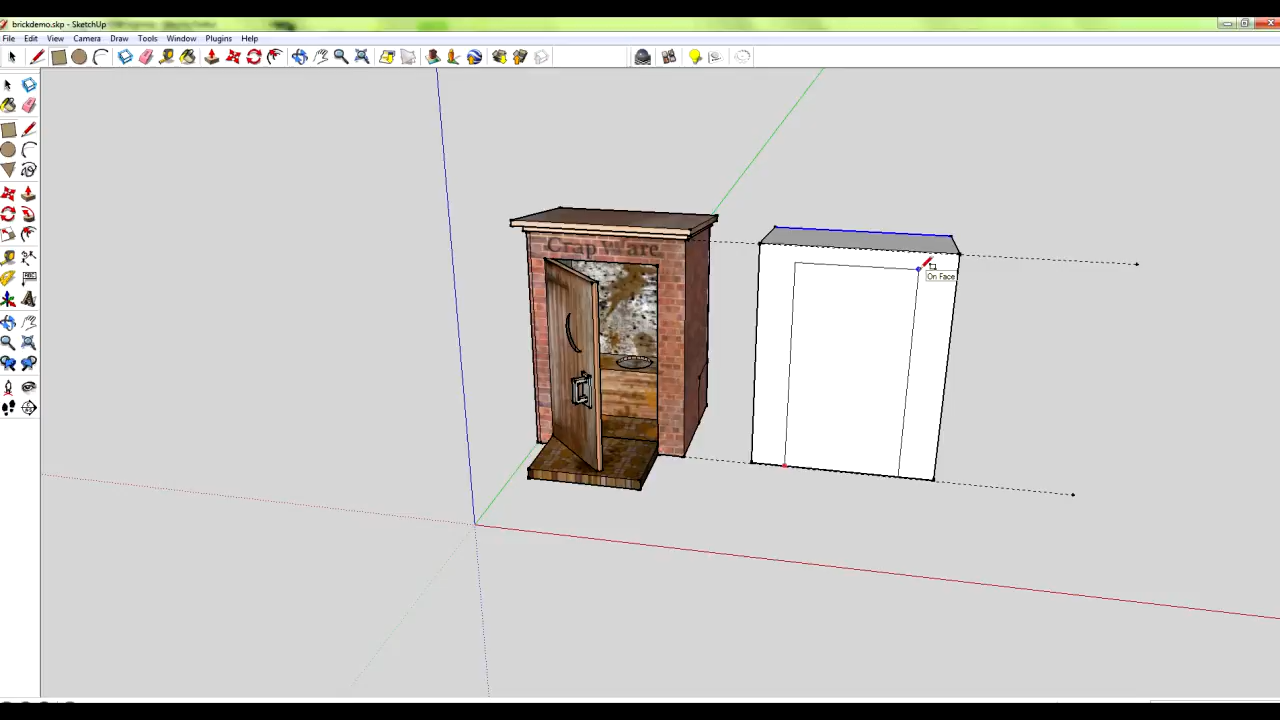 brickdemo.skp - SketchUp
File Edit View Camera Draw Tools Window Plugins Help
Crap Ware
On Face